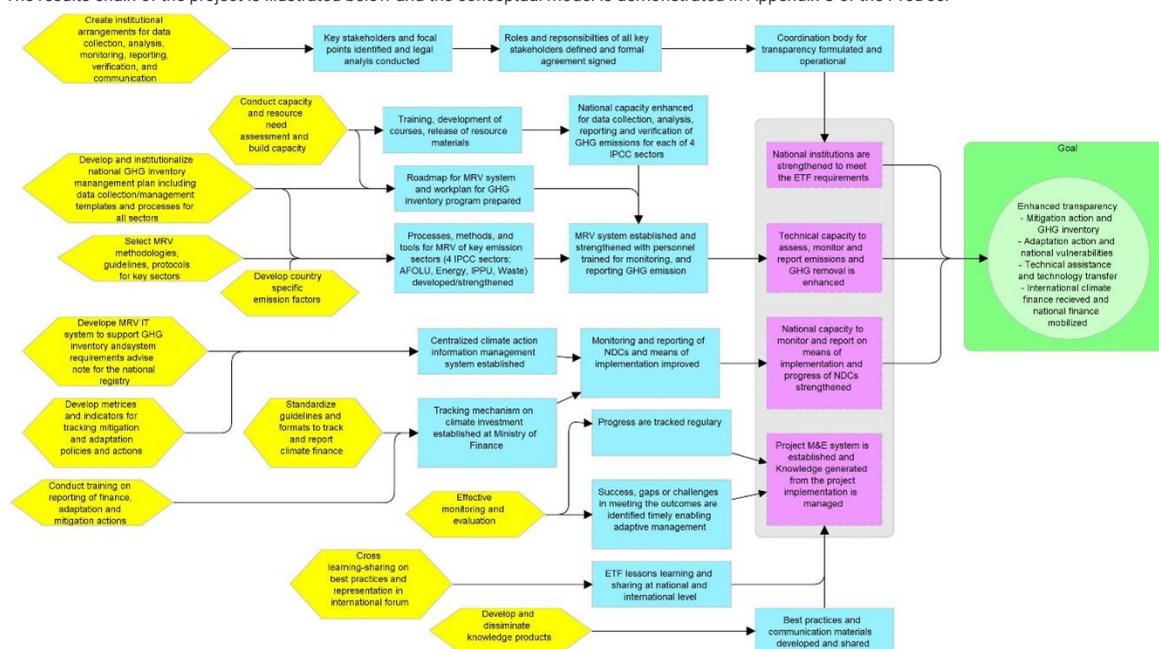 The results chain of the project is illustrated below and the conceptual model is demonstrated in Appendix
Create institutional
arrangements for data
collection, analysis,
monitoring, reporting,
verification, and
communication
Key stakeholders and focal
points identified and legal
analyis conducted
Roles and repsonsibilties of all key
stakeholders defined and formal
agreement signed
Coordination body for
transparency formulated and
operational
Conduct capacity
and resource
need
assessment and
build capacity
Training, development of
courses, release of resource
materials
National capacity enhanced
for data collection, analysis,
reporting and verification of
GHG emissions for each of 4
IPCC sectors
Develop and institutionalize
national GHG inventory
manangement plan including
data collection/management
templates and processes for
all sectors
Roadmap for MRV system
and workplan for GHG
inventory program prepared
Select MRV
methodologies,
guidelines, protocols
for key sectors
Develop country
specific
emission factors
Processes, methods, and
tools for MRV of key emission
sectors (4 IPCC sectors;
AFOLU, Energy, IPPU, Waste)
developed/strengthened
MRV system established and
strengthened with personnel
trained for monitoring, and
reporting GHG emission
National institutions are
strengthened to meet
the ETF requirements
Technical capacity to
assess, monitor and
report emissions and
GHG removal is
enhanced
Goal
Enhanced transparency
- Mitigation action and
GHG inventory
- Adaptation action and
national vulnerabilities
- Technical assistance
and technology transfer
- International climate
finance recieved and
national finance
mobilized
Develope MRV IT
system to support GHG
inventory andsystem
requirements advise
note for the national
registry
Centralized climate action
information management
system established
Monitoring and reporting of
NDCs and means of
implementation improved
National capacity to
monitor and report on
means of
implementation and
progress of NDCs
strengthened
Develop metrices and
indicators for
tracking mitigation
and adaptation
policies and actions
Standardize
guidelines and
formats to track
and report
climate finance
Tracking mechanism on
climate investment
established at Ministry of
Finance
Progress are tracked regulary
Conduct training on
reporting of finance,
adaptation and
mitigation actions
Effective
monitoring and
evaluation
Success, gaps or challenges
in meeting the outcomes are
identified timely enabling
adaptive management
Project M&E system is
established and
Knowledge generated
from the project
implementation is
managed
Cross
learning-sharing on
best practices and
representation in
international forum
ETF lessons learning and
sharing at national and
international level
Develop and
dissiminate
knowledge products
Best practices and
communication materials
developed and shared